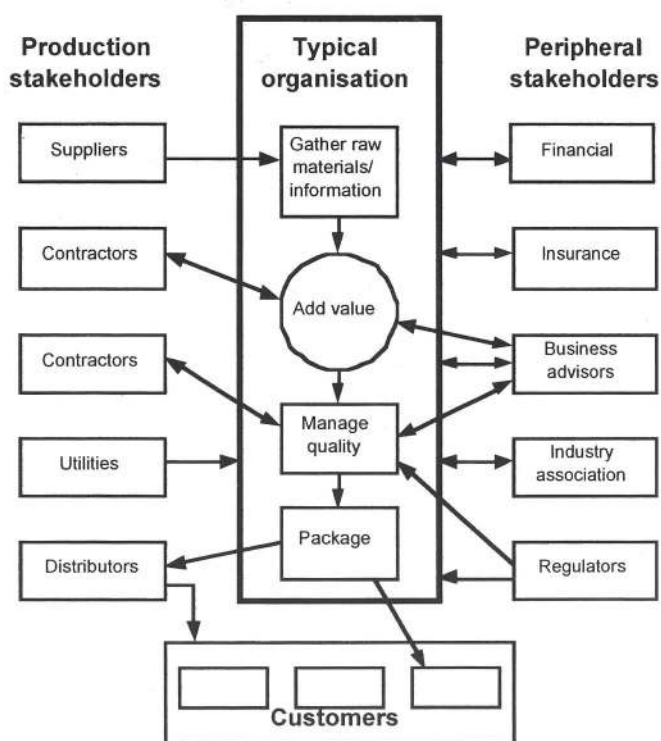 Production
stakeholders
Typical
organisation
Peripheral
stakeholders
Suppliers
Gather raw
materials/
information
Financial
Contractors
Add value
Insurance
Contractors
Business
advisors
Manage
quality
Utilities
Industry
association
Package
Distributors
Regulators
Customers